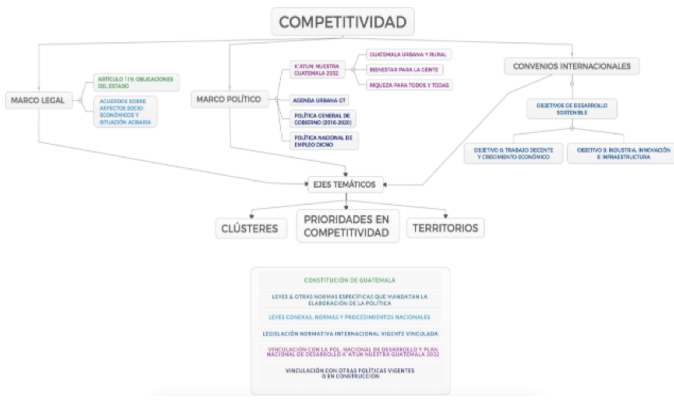 COMPETITIVIDAD
MARCO LEGAL
ARTÍCULO 119, OBLIGACIONES
DEL ESTADO
ACUERDOS SOBRE
ASPECTOS SOCIO-
ECONÓMICOS Y
SITUACIÓN AGRARIA
MARCO POLÍTICO
K'ATUN, NUESTRA
GUATEMALA 2032
GUATEMALA URBANA Y RURAL
BIENESTAR PARA LA GENTE
RIQUEZA PARA TODOS Y TODAS
AGENDA URBANA GT
POLÍTICA GENERAL DE
GOBIERNO (2016-2020)
POLÍTICA NACIONAL DE
EMPLEO DIGNO
CONVENIOS INTERNACIONALES
OBJETIVOS DE DESARROLLO
SOSTENIBLE
OBJETIVO 8: TRABAJO DECENTE
Y CRECIMIENTO ECONÓMICO
OBJETIVO 9: INDUSTRIA, INNOVACIÓN
E INFRAESTRUCTURA
EJES TEMÁTICOS
CLÚSTERES
PRIORIDADES EN
COMPETITIVIDAD
TERRITORIOS
CONSTITUCIÓN DE GUATEMALA
LEYES & OTRAS NORMAS ESPECÍFICAS QUE MANDATAN LA
ELABORACIÓN DE LA POLÍTICA
LEYES CONEXAS, NORMAS Y PROCEDIMIENTOS NACIONALES
LEGISLACIÓN NORMATIVA INTERNACIONAL VIGENTE VINCULADA
VINCULACIÓN CON LA POL. NACIONAL DE DESARROLLO Y PLAN
NACIONAL DE DESARROLLO K'ATUN NUESTRA GUATEMALA 2032
VINCULACIÓN CON OTRAS POLÍTICAS VIGENTES
O EN CONSTRUCCIÓN